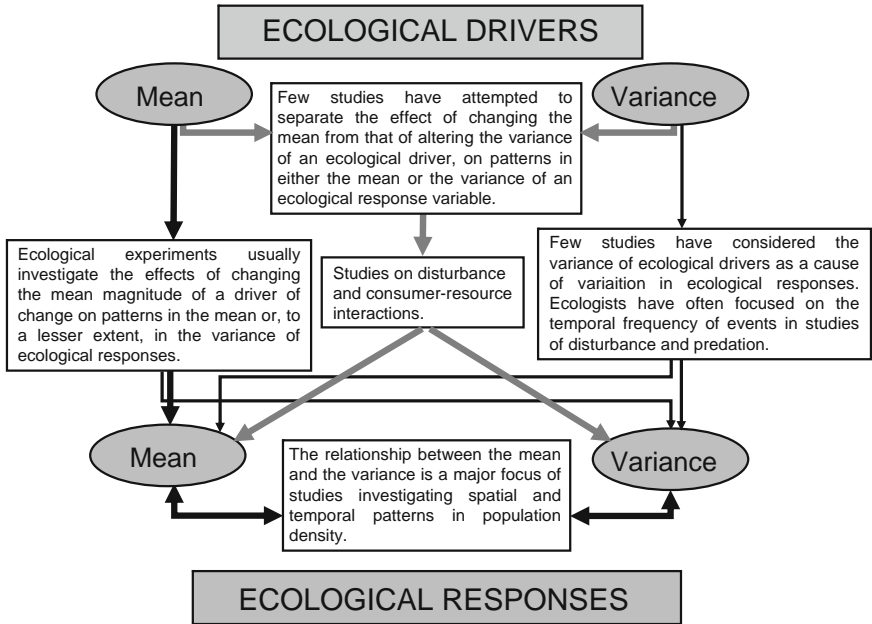 ECOLOGICAL DRIVERS
Mean
Variance
Few studies have attempted to
separate the effect of changing the
mean from that of altering the variance
of an ecological driver, on patterns in
either the mean or the variance of an
ecological response variable.
Ecological experiments usually
investigate the effects of changing
the mean magnitude of a driver of
change on patterns in the mean or, to
a lesser extent, in the variance of
ecological responses.
Studies on disturbance
and consumer-resource
interactions.
Few studies have considered the
variance of ecological drivers as a cause
of variaition in ecological responses.
Ecologists have often focused on the
temporal frequency of events in studies
of disturbance and predation.
Mean
Variance
The relationship between the mean
and the variance is a major focus of
studies investigating spatial and
temporal patterns in population
density.
ECOLOGICAL RESPONSES